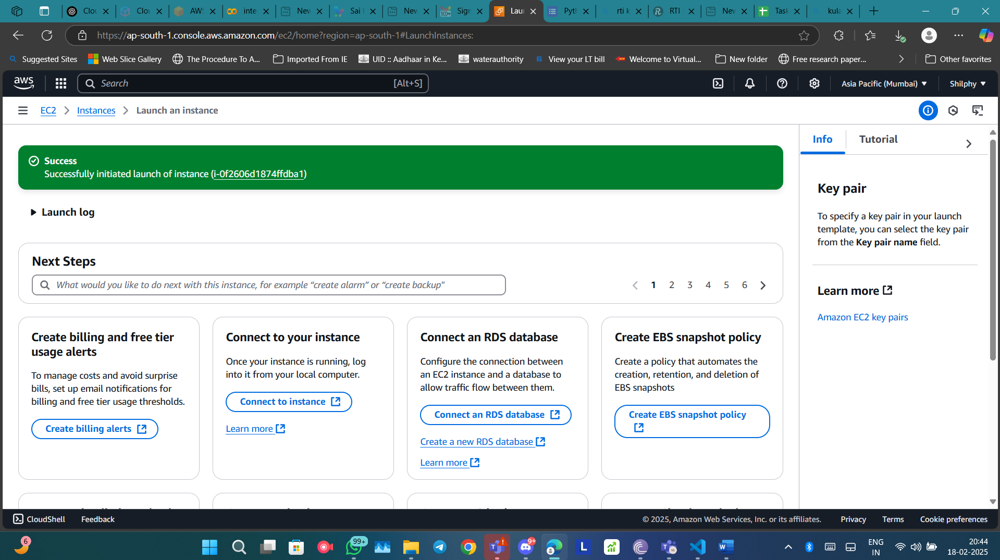 Clou
Clou
AWS
inte
New
Sai
New
100+
Sign
Laun
Pyth
rti k
RTI
New
Task
kula
https://ap-south-1.console.aws.amazon.com/ec2/home?region=ap-south-1#LaunchInstances:
Suggested Sites
Web Slice Gallery
The Procedure To A...
Imported From IE
UID :: Aadhaar in Ke...
waterauthority
View your LT bill
Welcome to Virtual...
New folder
Free research paper...
Other favorites
aws
Search
[Alt+S]
Asia Pacific (Mumbai)
Shilphy
EC2
Instances
Launch an instance
Info
Tutorial
Success
Successfully initiated launch of instance (i-0f2606d1874ffdba1)
Launch log
Next Steps
What would you like to do next with this instance, for example “create alarm” or “create backup"
1 2 3 4 5 6
Create billing and free tier
usage alerts
To manage costs and avoid surprise
bills, set up email notifications for
billing and free tier usage thresholds.
Create billing alerts
Connect to your instance
Once your instance is running, log
into it from your local computer.
Connect to instance
Learn more
Connect an RDS database
Configure the connection between
an EC2 instance and a database to
allow traffic flow between them.
Connect an RDS database
Create a new RDS database
Learn more
Create EBS snapshot policy
Create a policy that automates the
creation, retention, and deletion of
EBS snapshots
Create EBS snapshot policy
Key pair
To specify a key pair in your launch
template, you can select the key pair
from the Key pair name field.
Learn more
Amazon EC2 key pairs
CloudShell
Feedback
© 2025, Amazon Web Services, Inc. or its affiliates.
Privacy
Terms
Cookie preferences
6
99+
9+
ENG
IN
20:44
18-02-2025